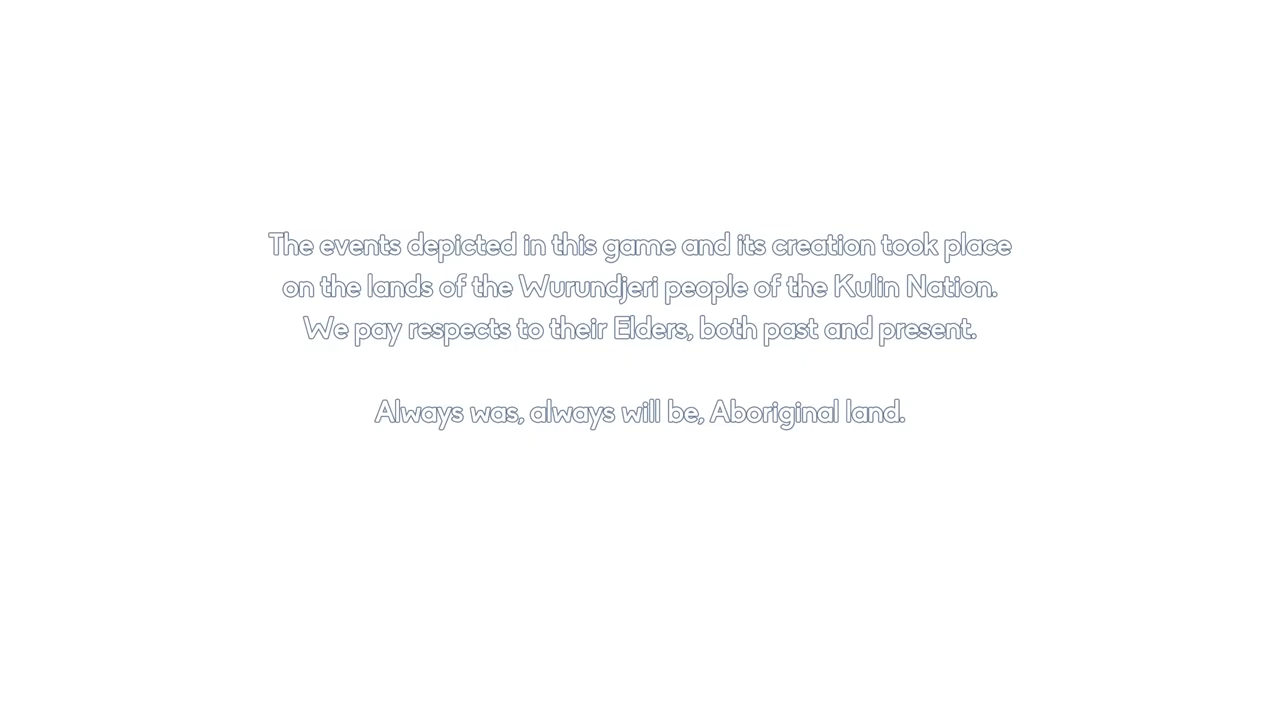 The events depicted in this game and its creation took place
on the lands of the Wurundjeri people of the Kulin Nation.
We pay respects to their Elders, both past and present.
Always was, always will be, Aboriginal land.